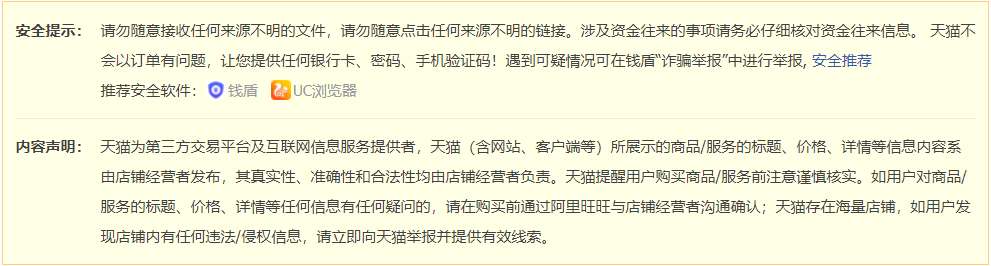 安全提示： 请勿随意接收任何来源不明的文件，请勿随意点击任何来源不明的链接。涉及资金往来的事项请务必仔细核对资金往来信息。 天猫不
会以订单有问题，让您提供任何银行卡、密码、手机验证码！遇到可疑情况可在钱盾“诈骗举报”中进行举报, 安全推荐
推荐安全软件： 钱盾 UC浏览器
内容声明： 天猫为第三方交易平台及互联网信息服务提供者，天猫（含网站、客户端等）所展示的商品/服务的标题、价格、详情等信息内容系
由店铺经营者发布，其真实性、准确性和合法性均由店铺经营者负责。天猫提醒用户购买商品/服务前注意谨慎核实。如用户对商品/
服务的标题、价格、详情等任何信息有任何疑问的，请在购买前通过阿里旺旺与店铺经营者沟通确认；天猫存在海量店铺，如用户发
现店铺内有任何违法/侵权信息，请立即向天猫举报并提供有效线索。